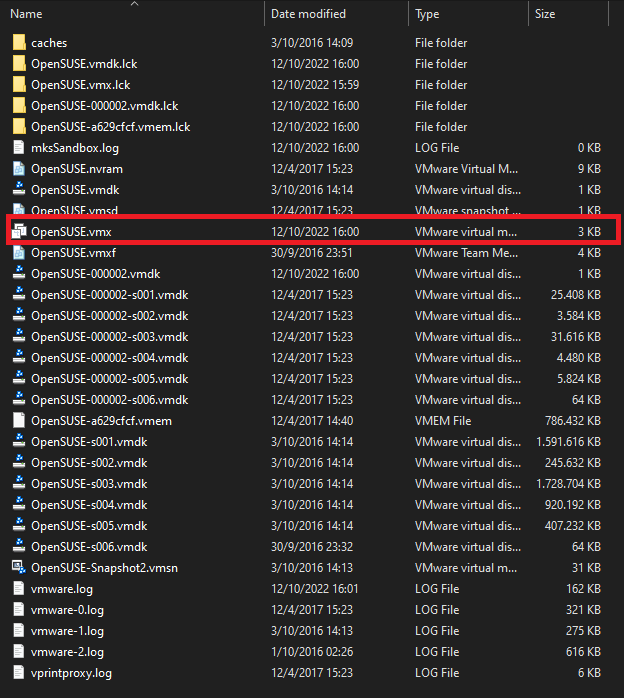 Name Date modified Type Size
caches 3/10/2016 14:09 File folder
OpenSUSE.vmdk.lck 12/10/2022 16:00 File folder
OpenSUSE.vmx.lck 12/10/2022 15:59 File folder
OpenSUSE-000002.vmdk.lck 12/10/2022 16:00 File folder
OpenSUSE-a629cfcf.vmem.lck 12/10/2022 16:00 File folder
mksSandbox.log 12/10/2022 16:00 LOG File 0 KB
OpenSUSE.nvram 12/4/2017 15:23 VMware Virtual M... 9 KB
OpenSUSE.vmdk 3/10/2016 14:14 VMware virtual dis... 1 KB
OpenSUSE.vmsd 12/4/2017 15:23 VMware snapshot ... 1 KB
OpenSUSE.vmx 12/10/2022 16:00 VMware virtual m... 3 KB
OpenSUSE.vmxf 30/9/2016 23:51 VMware Team Me... 4 KB
OpenSUSE-000002.vmdk 12/10/2022 16:00 VMware virtual dis... 1 KB
OpenSUSE-000002-s001.vmdk 12/4/2017 15:23 VMware virtual dis... 25.408 KB
OpenSUSE-000002-s002.vmdk 12/4/2017 15:23 VMware virtual dis... 3.584 KB
OpenSUSE-000002-s003.vmdk 12/4/2017 15:23 VMware virtual dis... 31.616 KB
OpenSUSE-000002-s004.vmdk 12/4/2017 15:23 VMware virtual dis... 4.480 KB
OpenSUSE-000002-s005.vmdk 12/4/2017 15:23 VMware virtual dis... 5.824 KB
OpenSUSE-000002-s006.vmdk 12/4/2017 15:23 VMware virtual dis... 64 KB
OpenSUSE-a629cfcf.vmem 12/4/2017 14:40 VMEM File 786.432 KB
OpenSUSE-s001.vmdk 3/10/2016 14:14 VMware virtual dis... 1.591.616 KB
OpenSUSE-s002.vmdk 3/10/2016 14:14 VMware virtual dis... 245.632 KB
OpenSUSE-s003.vmdk 3/10/2016 14:14 VMware virtual dis... 1.728.704 KB
OpenSUSE-s004.vmdk 3/10/2016 14:14 VMware virtual dis... 920.192 KB
OpenSUSE-s005.vmdk 3/10/2016 14:14 VMware virtual dis... 407.232 KB
OpenSUSE-s006.vmdk 30/9/2016 23:32 VMware virtual dis... 64 KB
OpenSUSE-Snapshot2.vmsn 3/10/2016 14:13 VMware virtual m... 31 KB
vmware.log 12/10/2022 16:01 LOG File 162 KB
vmware-0.log 12/4/2017 15:23 LOG File 321 KB
vmware-1.log 3/10/2016 14:13 LOG File 275 KB
vmware-2.log 1/10/2016 02:26 LOG File 616 KB
vprintproxy.log 12/4/2017 15:23 LOG File 6 KB